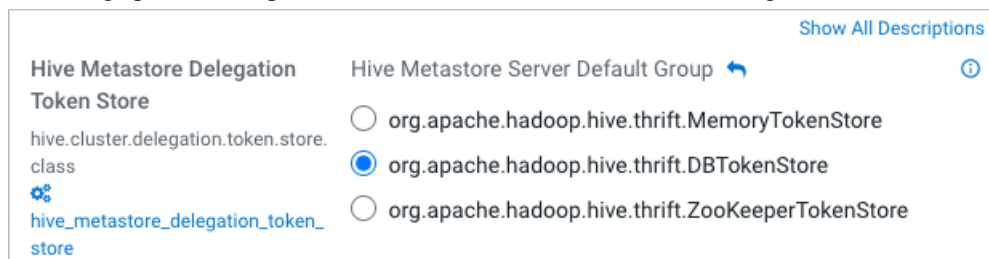 Show All Descriptions
Hive Metastore Delegation
Token Store
hive.cluster.delegation.token.store.
class
hive_metastore_delegation_token_
store
Hive Metastore Server Default Group
org.apache.hadoop.hive.thrift.MemoryTokenStore
org.apache.hadoop.hive.thrift.DBTokenStore
org.apache.hadoop.hive.thrift.ZooKeeperTokenStore